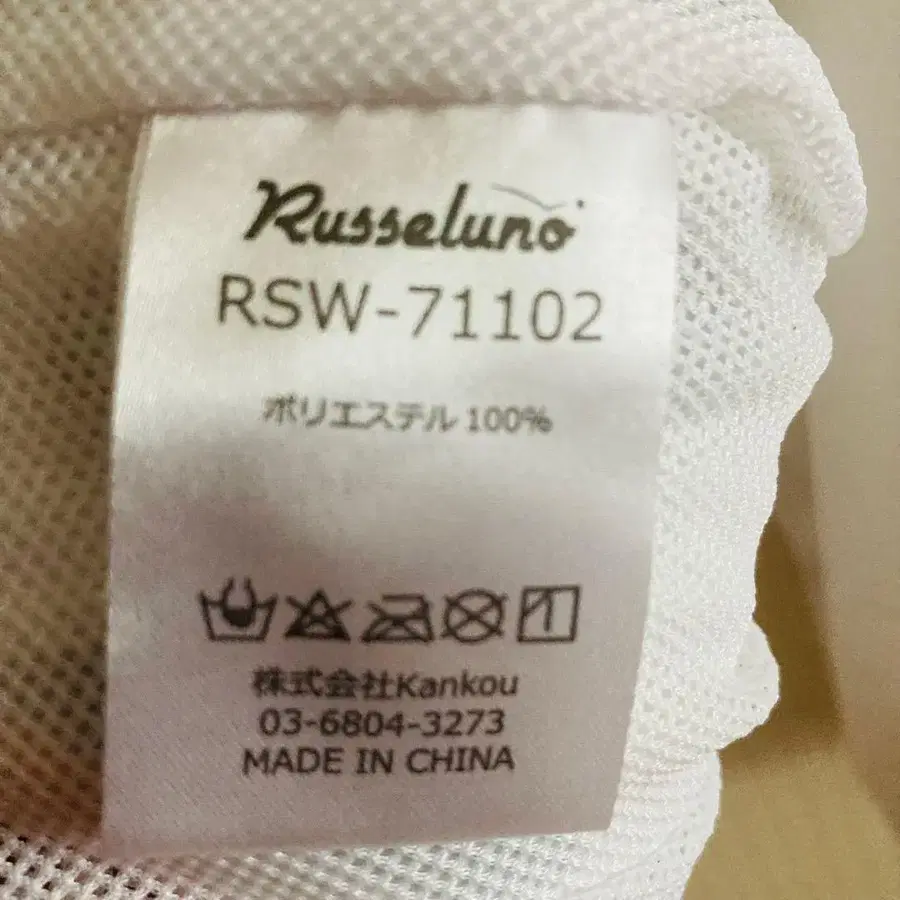 Russeluno
RSW-71102
ポリエステル 100%
株式会社Kankou
03-6804-3273
MADE IN CHINA